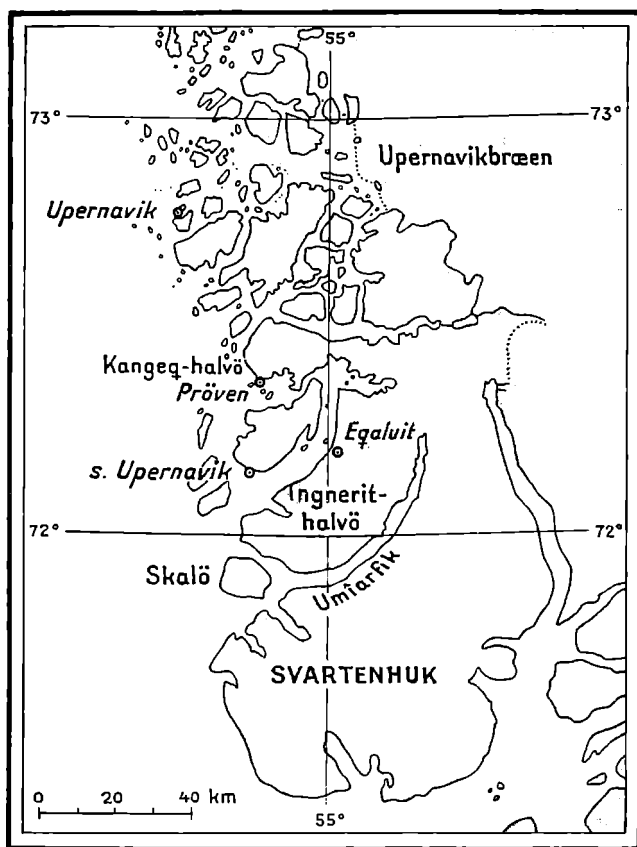 55°
73°
73°
Upernavikbræen
Upernavik
Kangeq-halvö
Pröven
Eqaluit
s. Upernavik
Ingnerit-
halvö
72°
72°
Skalö
Umîarfik
SVARTENHUK
0 20 40 km
55°